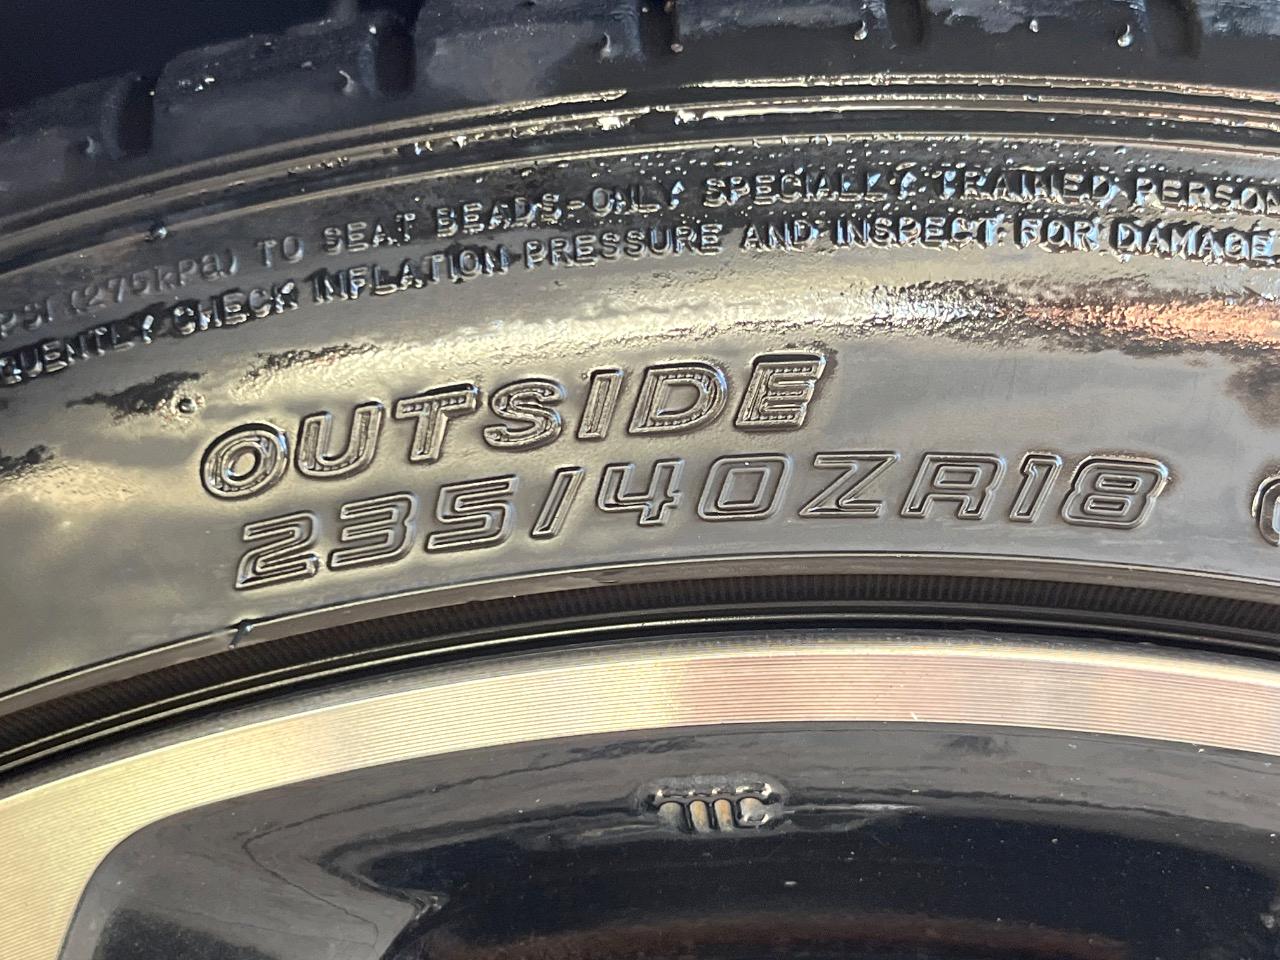 PSI (275kPa) TO SEAT BEADS-ONLY SPECIALLY TRAINED PERSON
QUENTLY CHECK INFLATION PRESSURE AND INSPECT FOR DAMAGE
OUTSIDE
235/40ZR18